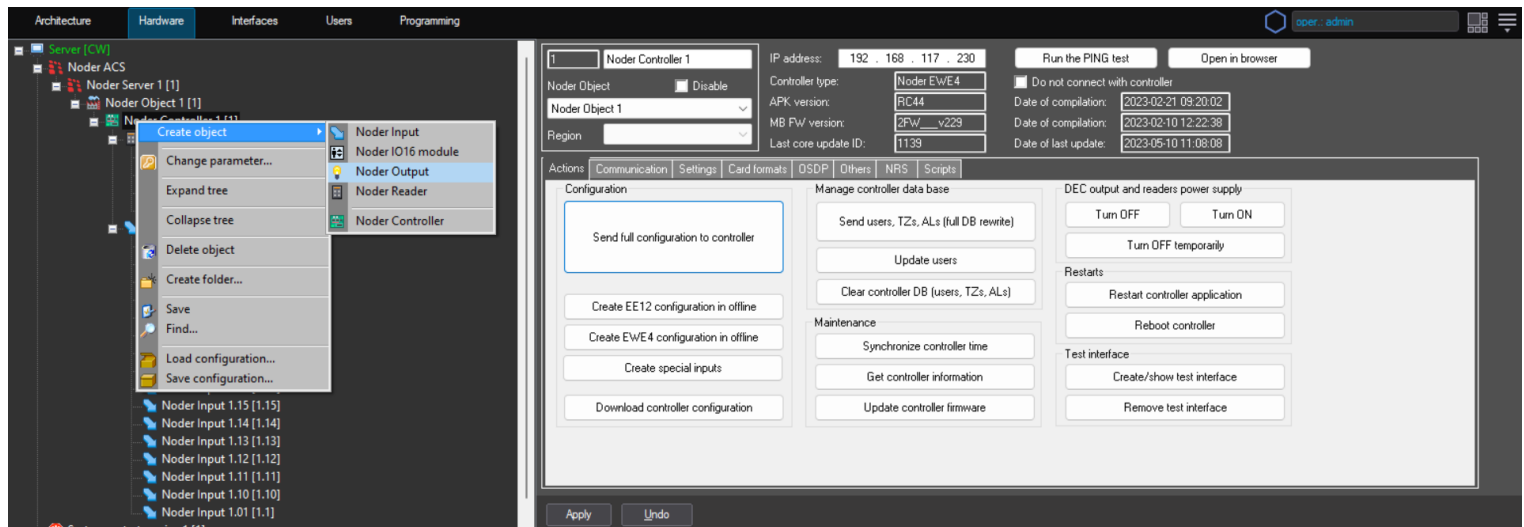 Architecture Hardware Interfaces Users Programming oper.: admin
Server [CW]
Noder ACS
Noder Server 1 [1]
Noder Object 1 [1]
Create object
Change parameter...
Expand tree
Collapse tree
Delete object
Create folder...
Save
Find...
Load configuration...
Save configuration...
Noder Input
Noder IO16 module
Noder Output
Noder Reader
Noder Controller
Noder Input 1.15 [1.15]
Noder Input 1.14 [1.14]
Noder Input 1.13 [1.13]
Noder Input 1.12 [1.12]
Noder Input 1.11 [1.11]
Noder Input 1.10 [1.10]
Noder Input 1.01 [1.1]
1 Noder Controller 1
Noder Object Disable
Noder Object 1
Region
IP address: 192 . 168 . 117 . 230
Controller type: Noder EWE4
APK version: RC44
MB FW version: 2FW___v229
Last core update ID: 1139
Run the PING test Open in browser
Do not connect with controller
Date of compilation: 2023-02-21 09:20:02
Date of compilation: 2023-02-10 12:22:38
Date of last update: 2023-05-10 11:08:08
Actions Communication Settings Card formats OSDP Others NRS Scripts
Configuration
Send full configuration to controller
Create EE12 configuration in offline
Create EWE4 configuration in offline
Create special inputs
Download controller configuration
Manage controller data base
Send users, TZs, ALs (full DB rewrite)
Update users
Clear controller DB (users, TZs, ALs)
Maintenance
Synchronize controller time
Get controller information
Update controller firmware
DEC output and readers power supply
Turn OFF Turn ON
Turn OFF temporarily
Restarts
Restart controller application
Reboot controller
Test interface
Create/show test interface
Remove test interface
Apply Undo